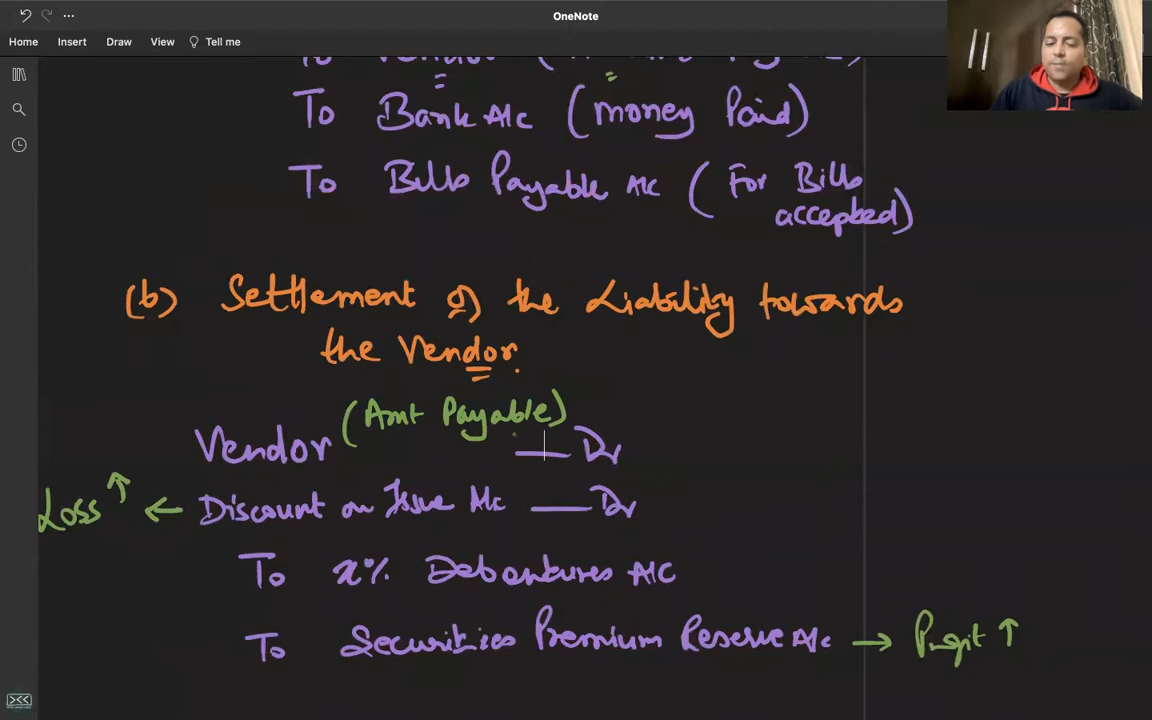 OneNote
Home Insert Draw View Tell me
To Vendor
To Bank A/c (money Paid)
To Bills Payable A/c (For Bills
accepted)
(b) Settlement of the Liability towards
the Vendor.
(Amt Payable)
Vendor — Dr
Loss ↑ ← Discount on Issue A/c — Dr
To x% Debentures A/c
To Securities Premium Reserve A/c → Profit ↑